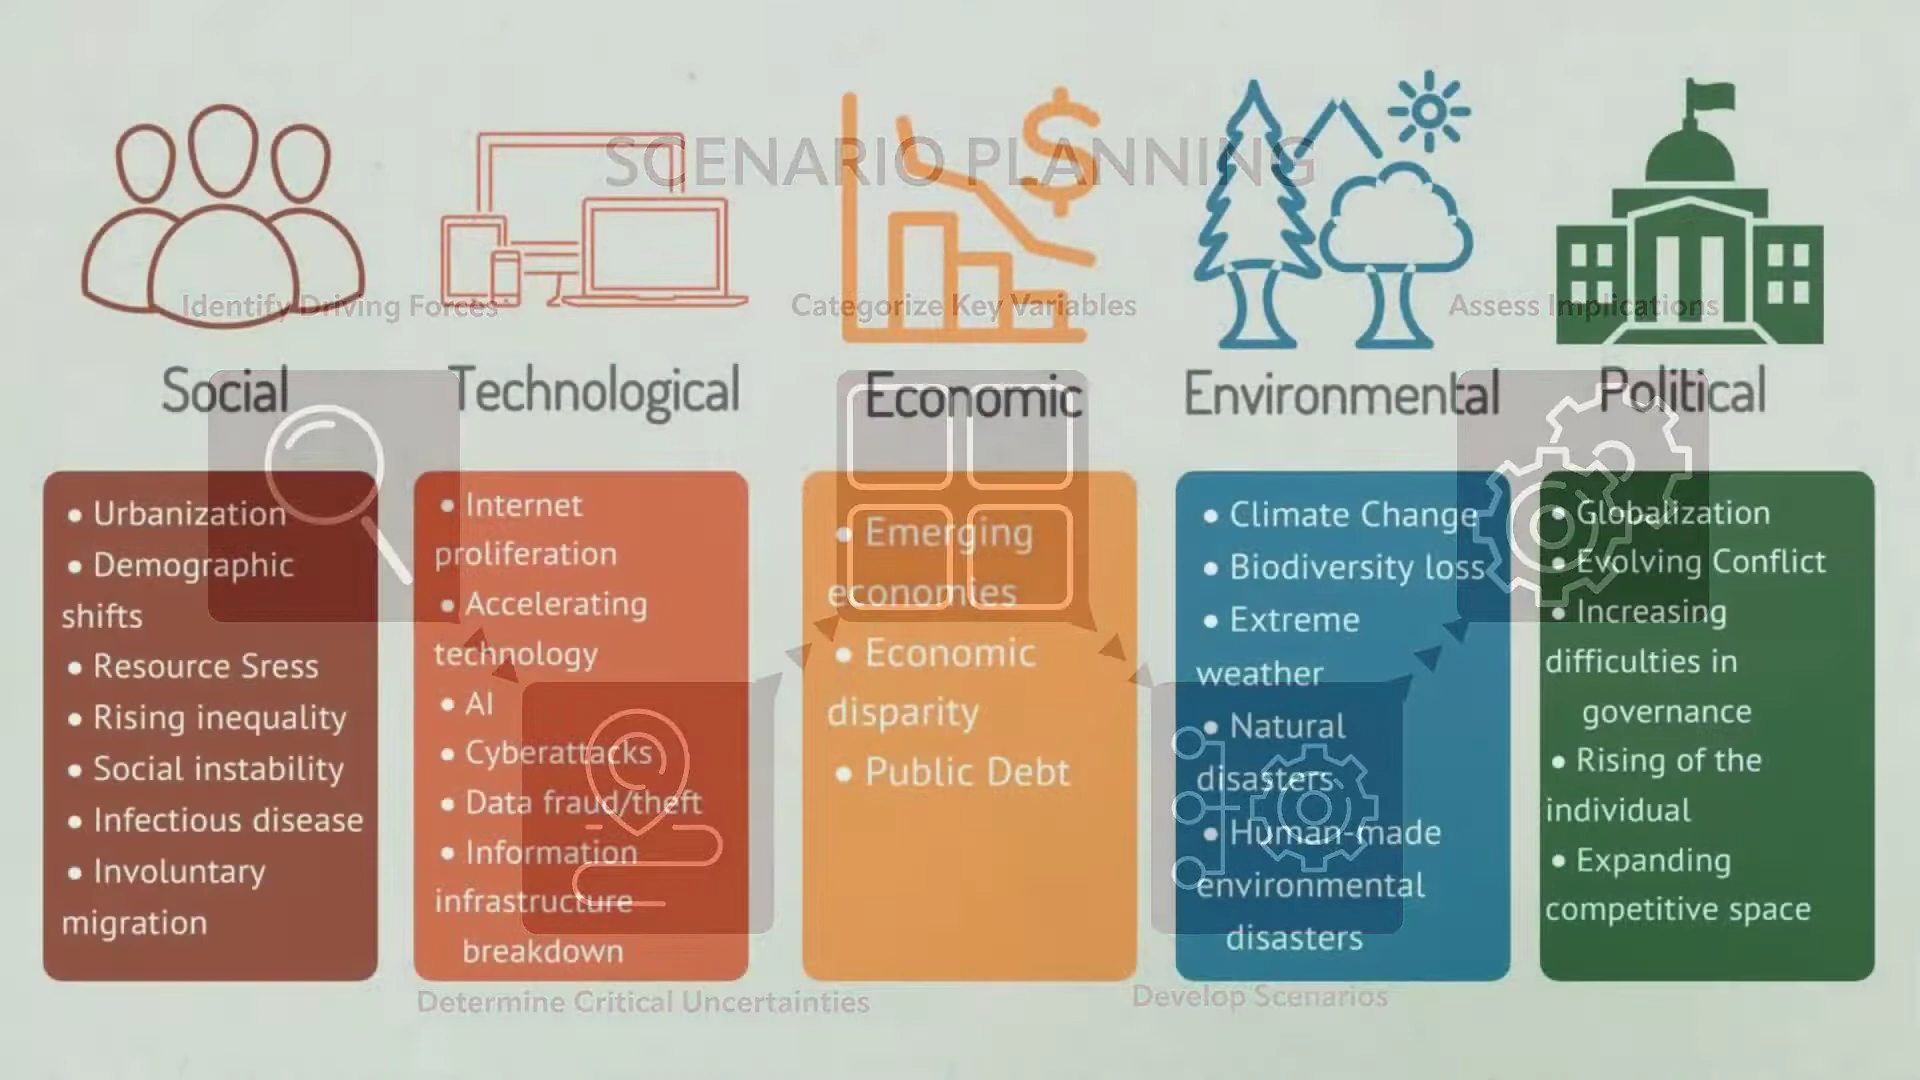 SCENARIO PLANNING
Identify Driving Forces
Categorize Key Variables
Assess Implications
Social
Technological
Economic
Environmental
Political
• Urbanization
• Demographic
shifts
• Resource Sress
• Rising inequality
• Social instability
• Infectious disease
• Involuntary
migration
• Internet
proliferation
• Accelerating
technology
• AI
• Cyberattacks
• Data fraud/theft
• Information
infrastructure
breakdown
• Emerging
economies
• Economic
disparity
• Public Debt
• Climate Change
• Biodiversity loss
• Extreme
weather
• Natural
disasters
• Human-made
environmental
disasters
• Globalization
• Evolving Conflict
• Increasing
difficulties in
governance
• Rising of the
individual
• Expanding
competitive space
Determine Critical Uncertainties
Develop Scenarios